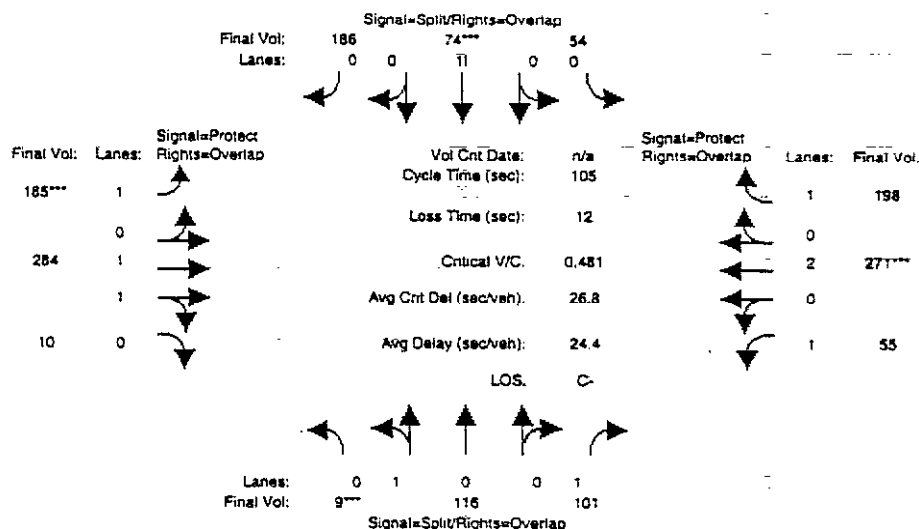 Signal=Split/Rights=Overlap
Final Vol: 186 74*** 54
Lanes: 0 0 1! 0 0
Signal=Protect Signal=Protect
Final Vol: Lanes: Rights=Overlap Vol Cnt Date: n/a Rights=Overlap Lanes: Final Vol.
Cycle Time (sec): 105
185*** 1 1 198
Loss Time (sec): 12
0 0
284 1 Critical V/C. 0.481 2 271***
1 Avg Crit Del (sec/veh): 26.8 0
10 0 Avg Delay (sec/veh): 24.4 1 55
LOS. C-
Lanes: 0 1 0 0 1
Final Vol: 9*** 116 101
Signal=Split/Rights=Overlap